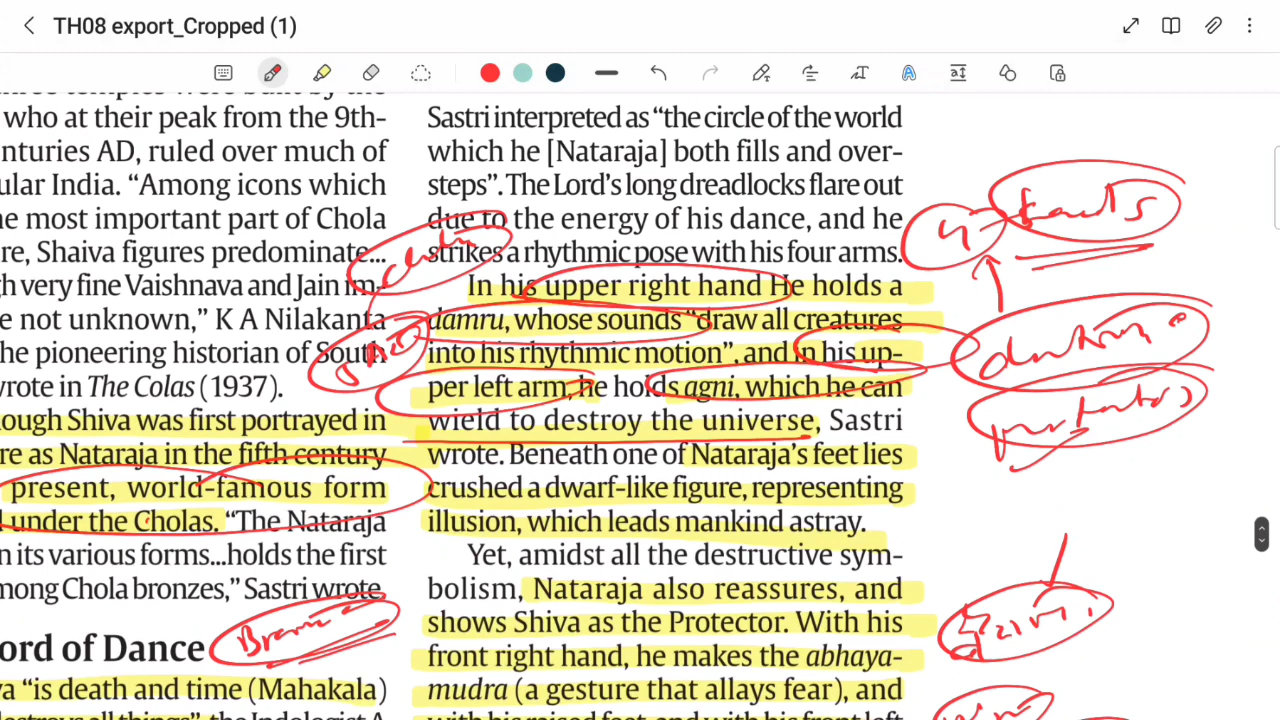 TH08 export_Cropped (1)
who at their peak from the 9th-
nturies AD, ruled over much of
ular India. “Among icons which
e most important part of Chola
re, Shaiva figures predominate...
gh very fine Vaishnava and Jain im-
e not unknown,” K A Nilakanta
he pioneering historian of South
wrote in The Colas (1937).
ough Shiva was first portrayed in
re as Nataraja in the fifth century
present, world-famous form
under the Cholas. “The Nataraja
n its various forms...holds the first
mong Chola bronzes,” Sastri wrote.
ord of Dance
va “is death and time (Mahakala)
Sastri interpreted as “the circle of the world
which he [Nataraja] both fills and over-
steps”. The Lord’s long dreadlocks flare out
due to the energy of his dance, and he
strikes a rhythmic pose with his four arms.
In his upper right hand He holds a
damru, whose sounds “draw all creatures
into his rhythmic motion”, and in his up-
per left arm, he holds agni, which he can
wield to destroy the universe, Sastri
wrote. Beneath one of Nataraja’s feet lies
crushed a dwarf-like figure, representing
illusion, which leads mankind astray.
Yet, amidst all the destructive sym-
bolism, Nataraja also reassures, and
shows Shiva as the Protector. With his
front right hand, he makes the abhaya-
mudra (a gesture that allays fear), and
4 - hands